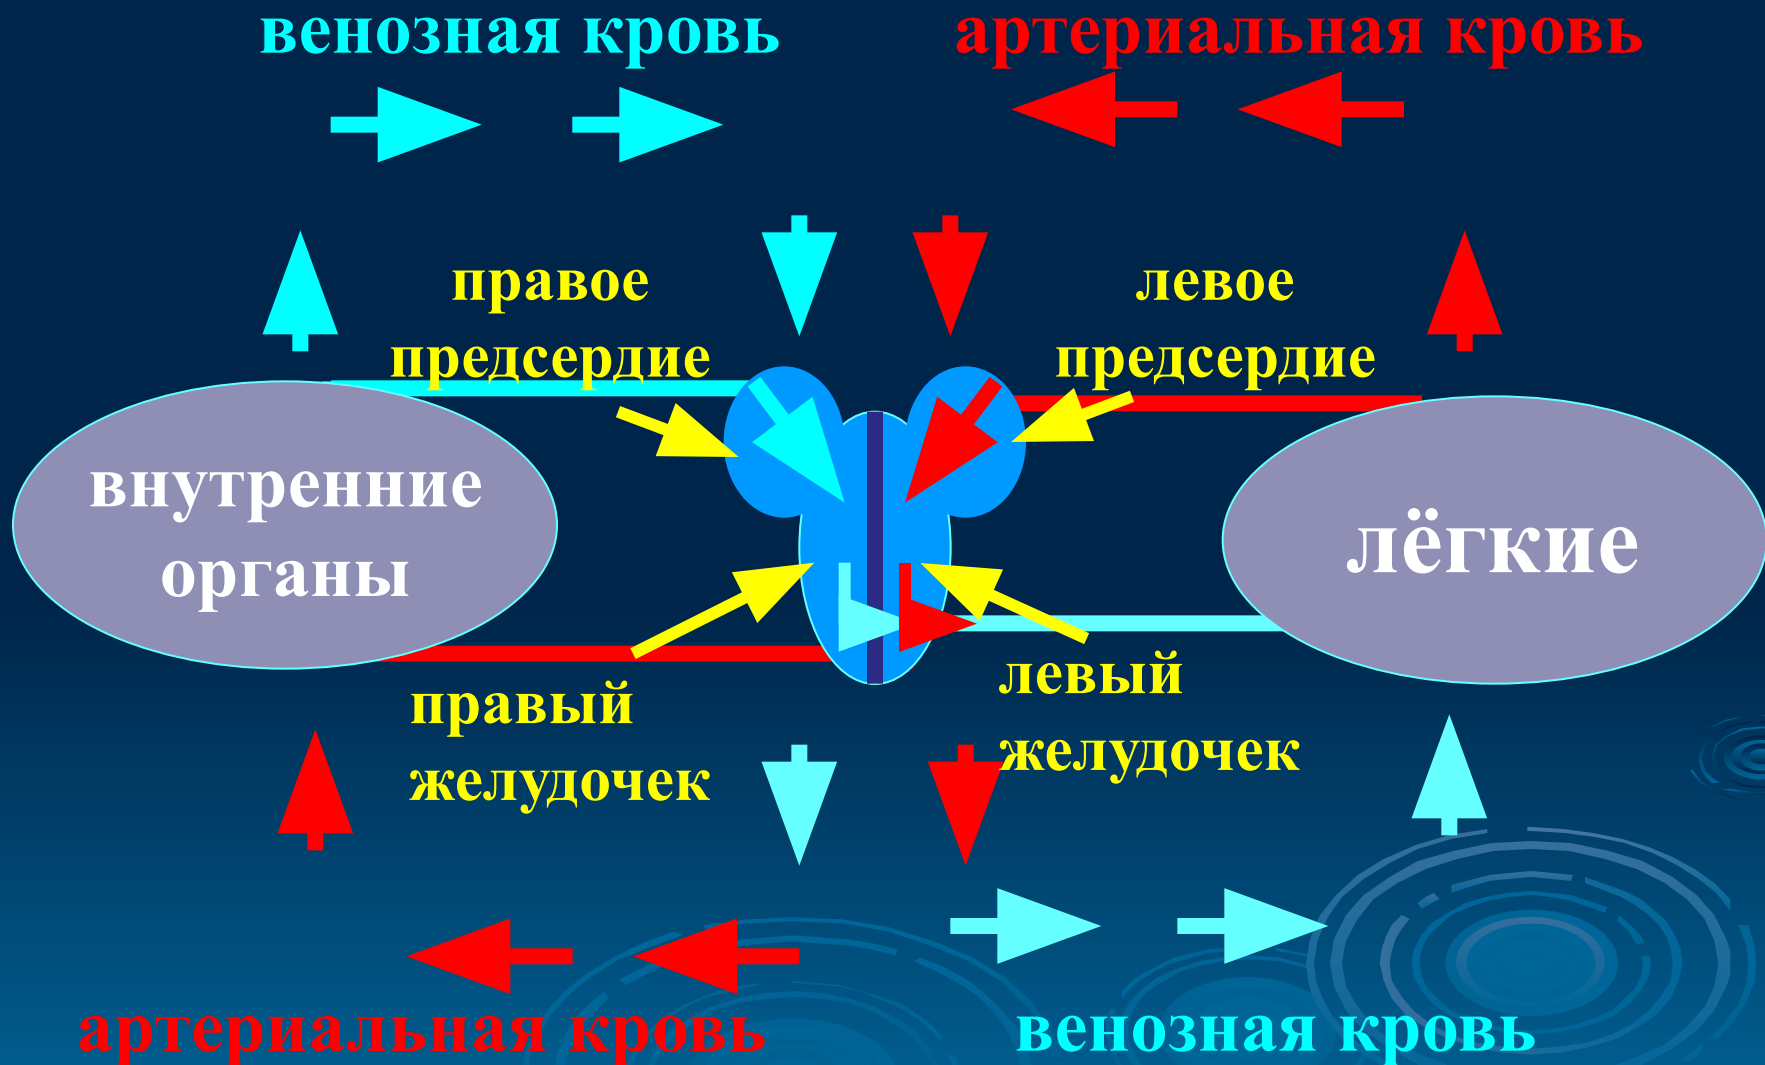 венозная кровь
артериальная кровь
правое
предсердие
левое
предсердие
внутренние
органы
лёгкие
правый
желудочек
левый
желудочек
артериальная кровь
венозная кровь